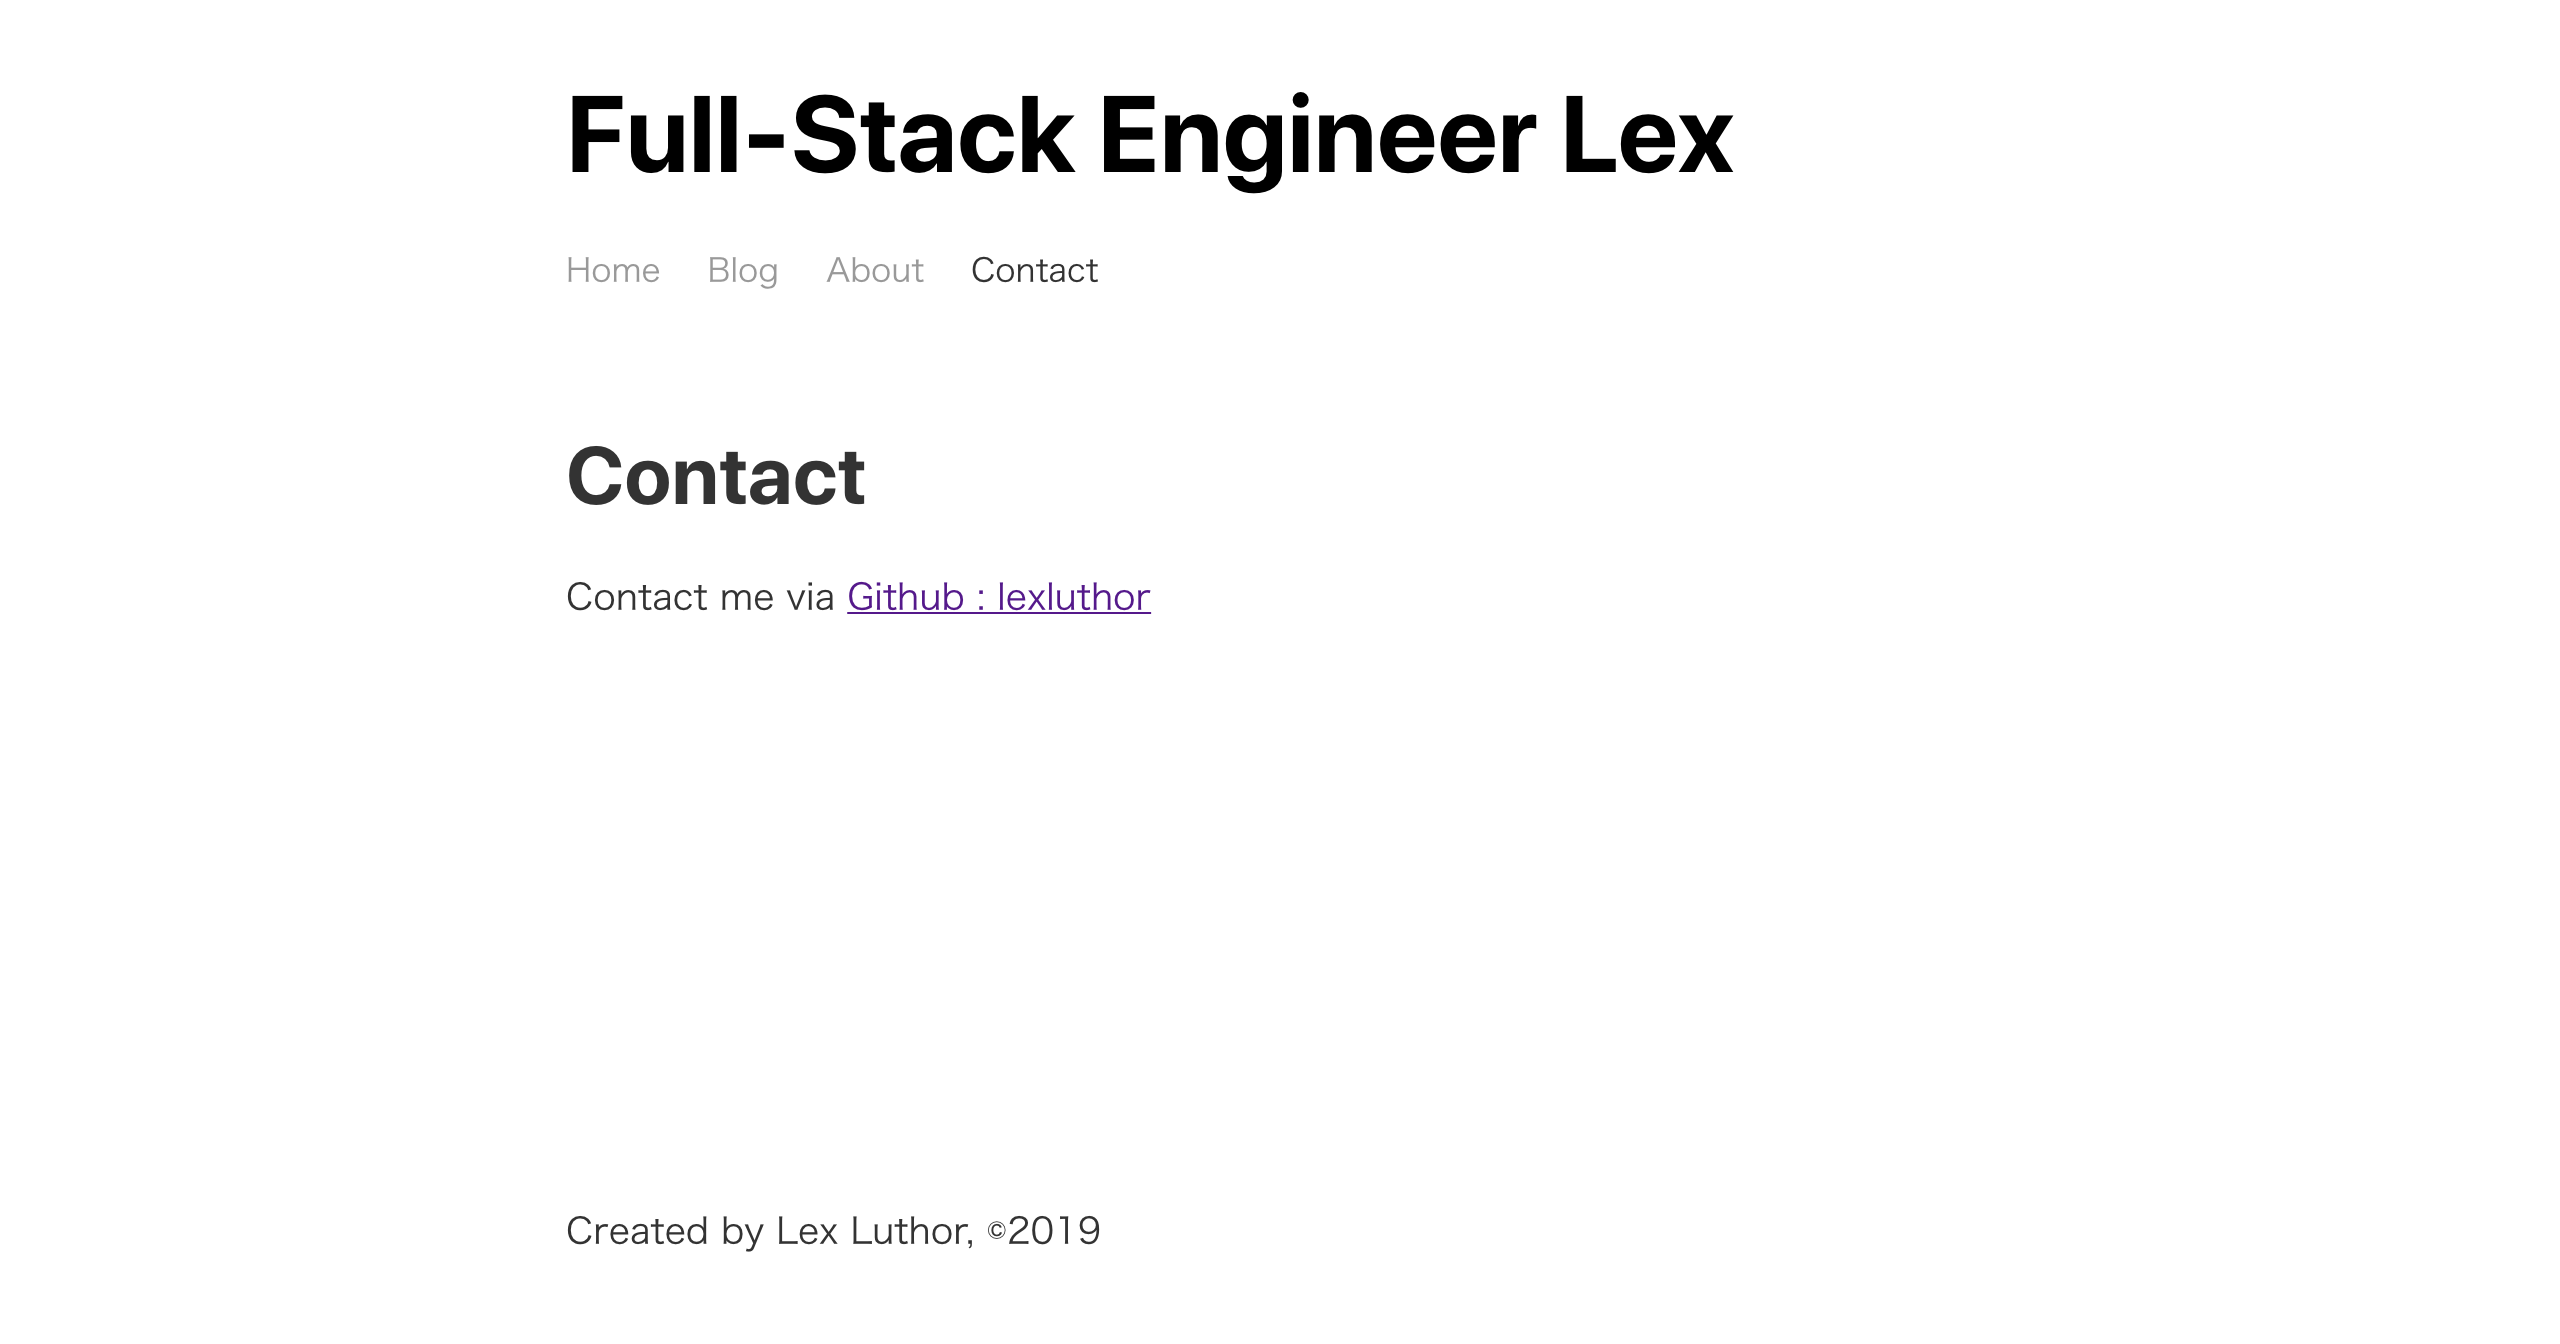 Full-Stack Engineer Lex
Home Blog About Contact
Contact
Contact me via Github : lexluthor
Created by Lex Luthor, ©2019